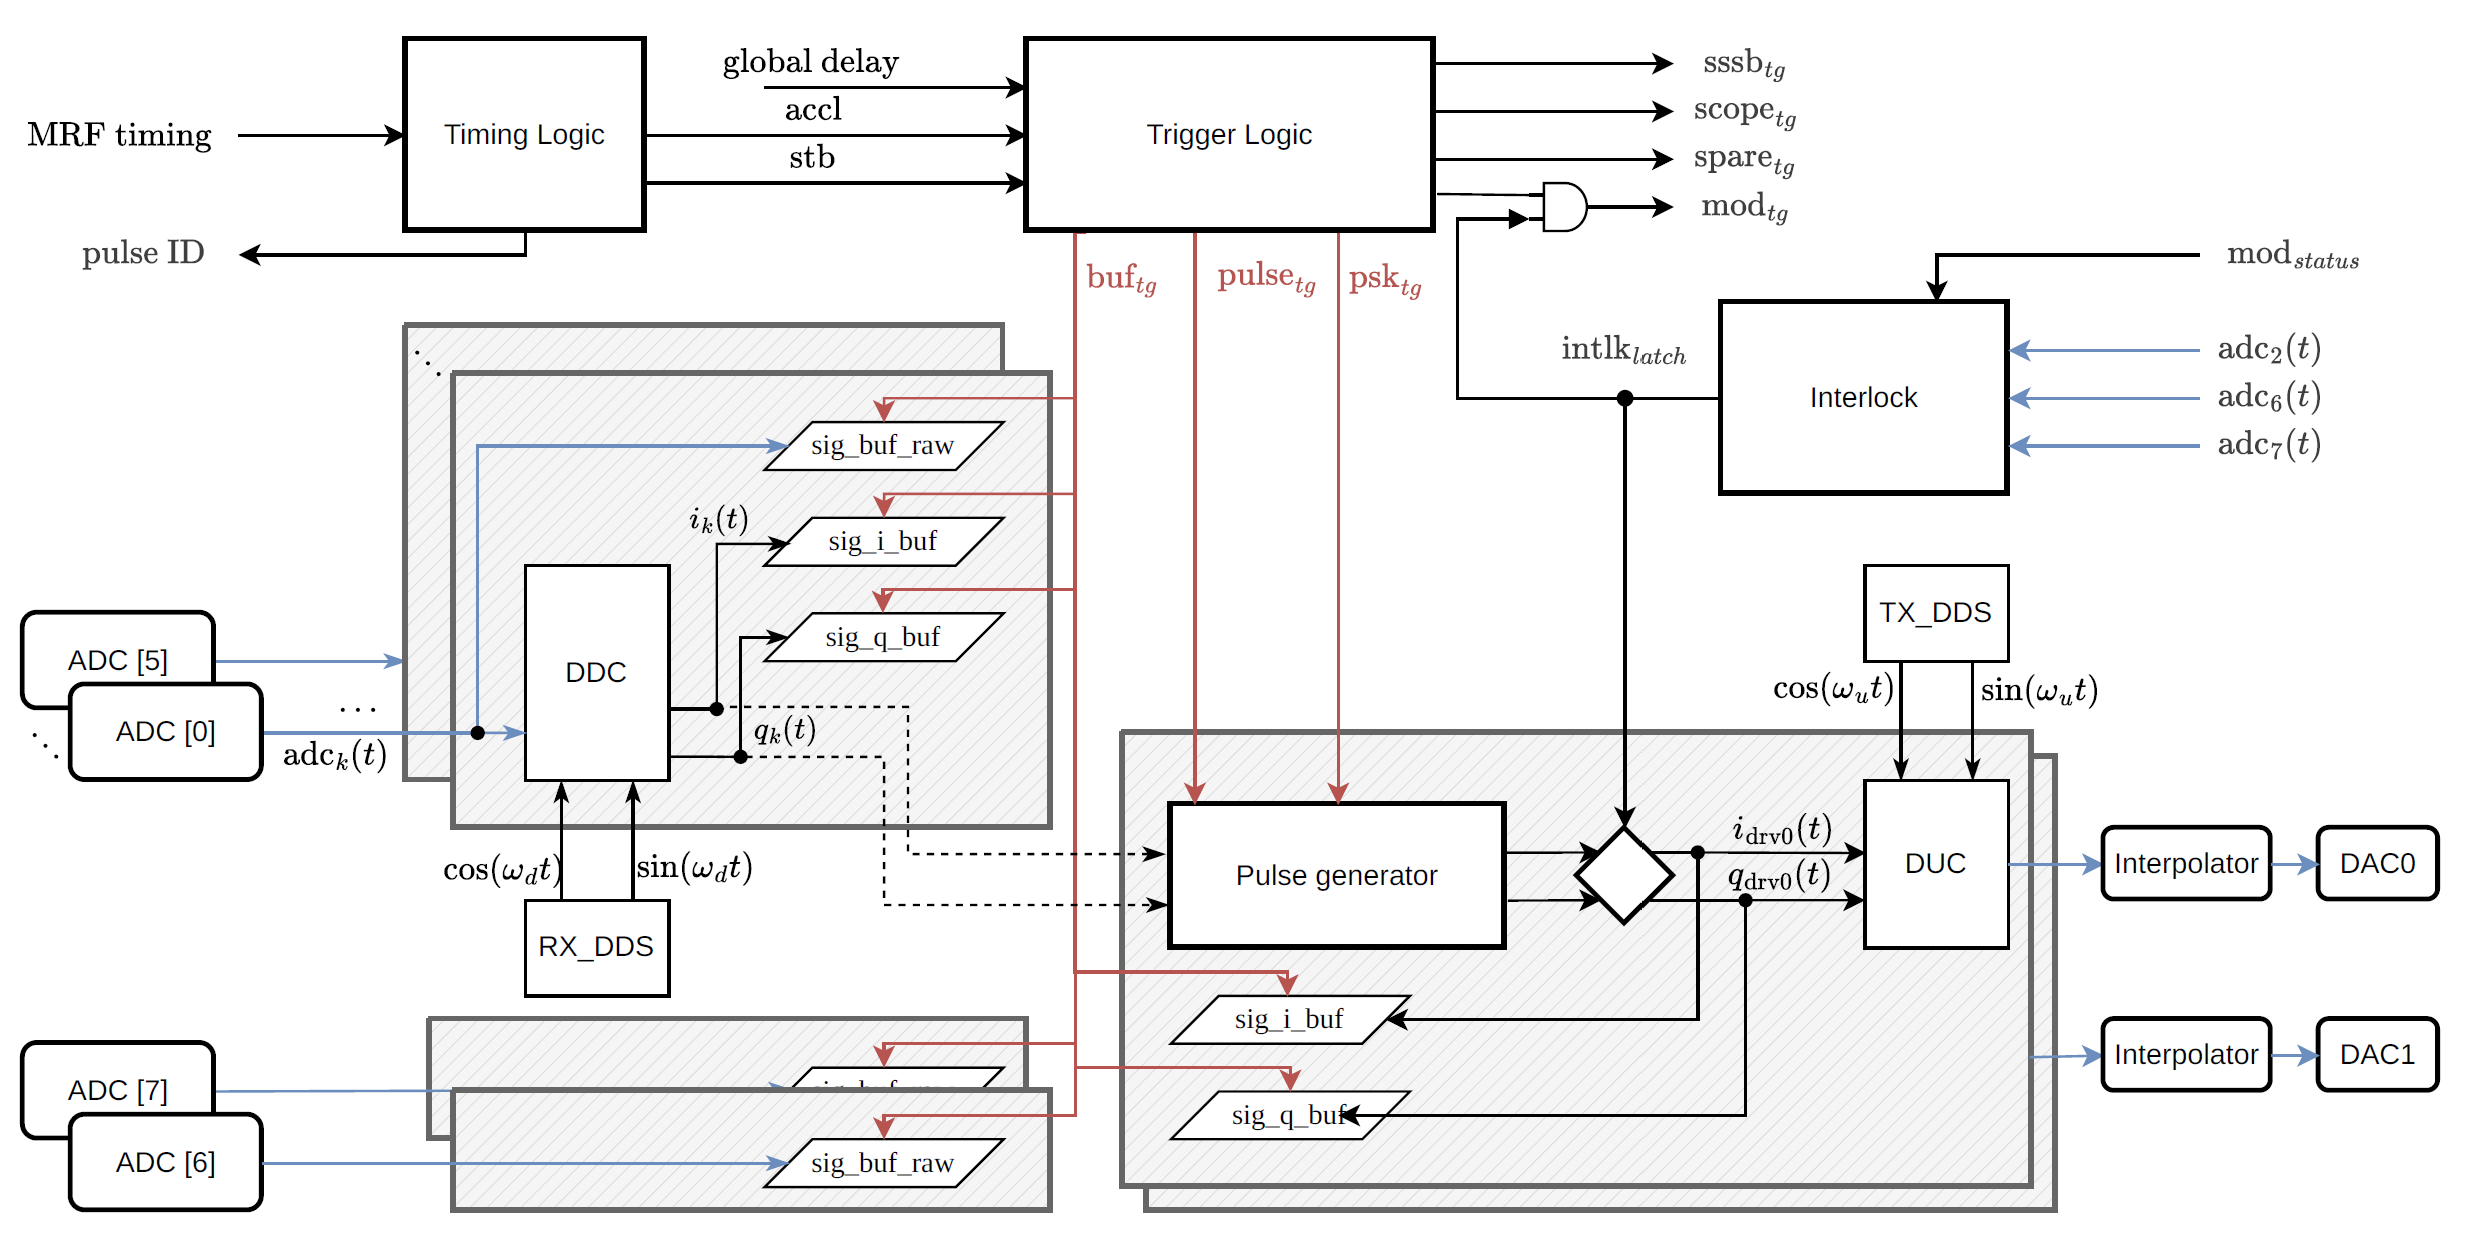 global delay
accl
stb
MRF timing
Timing Logic
Trigger Logic
sssb_tg
scope_tg
spare_tg
mod_tg
pulse ID
buf_tg
pulse_tg
psk_tg
mod_status
intlk_latch
Interlock
adc_2(t)
adc_6(t)
adc_7(t)
sig_buf_raw
i_k(t)
sig_i_buf
sig_q_buf
DDC
q_k(t)
ADC [5]
ADC [0]
...
adc_k(t)
cos(ω_d t)
sin(ω_d t)
RX_DDS
TX_DDS
cos(ω_u t)
sin(ω_u t)
Pulse generator
i_drv0(t)
q_drv0(t)
DUC
Interpolator
DAC0
sig_i_buf
sig_q_buf
Interpolator
DAC1
ADC [7]
sig_buf_raw
ADC [6]
sig_buf_raw